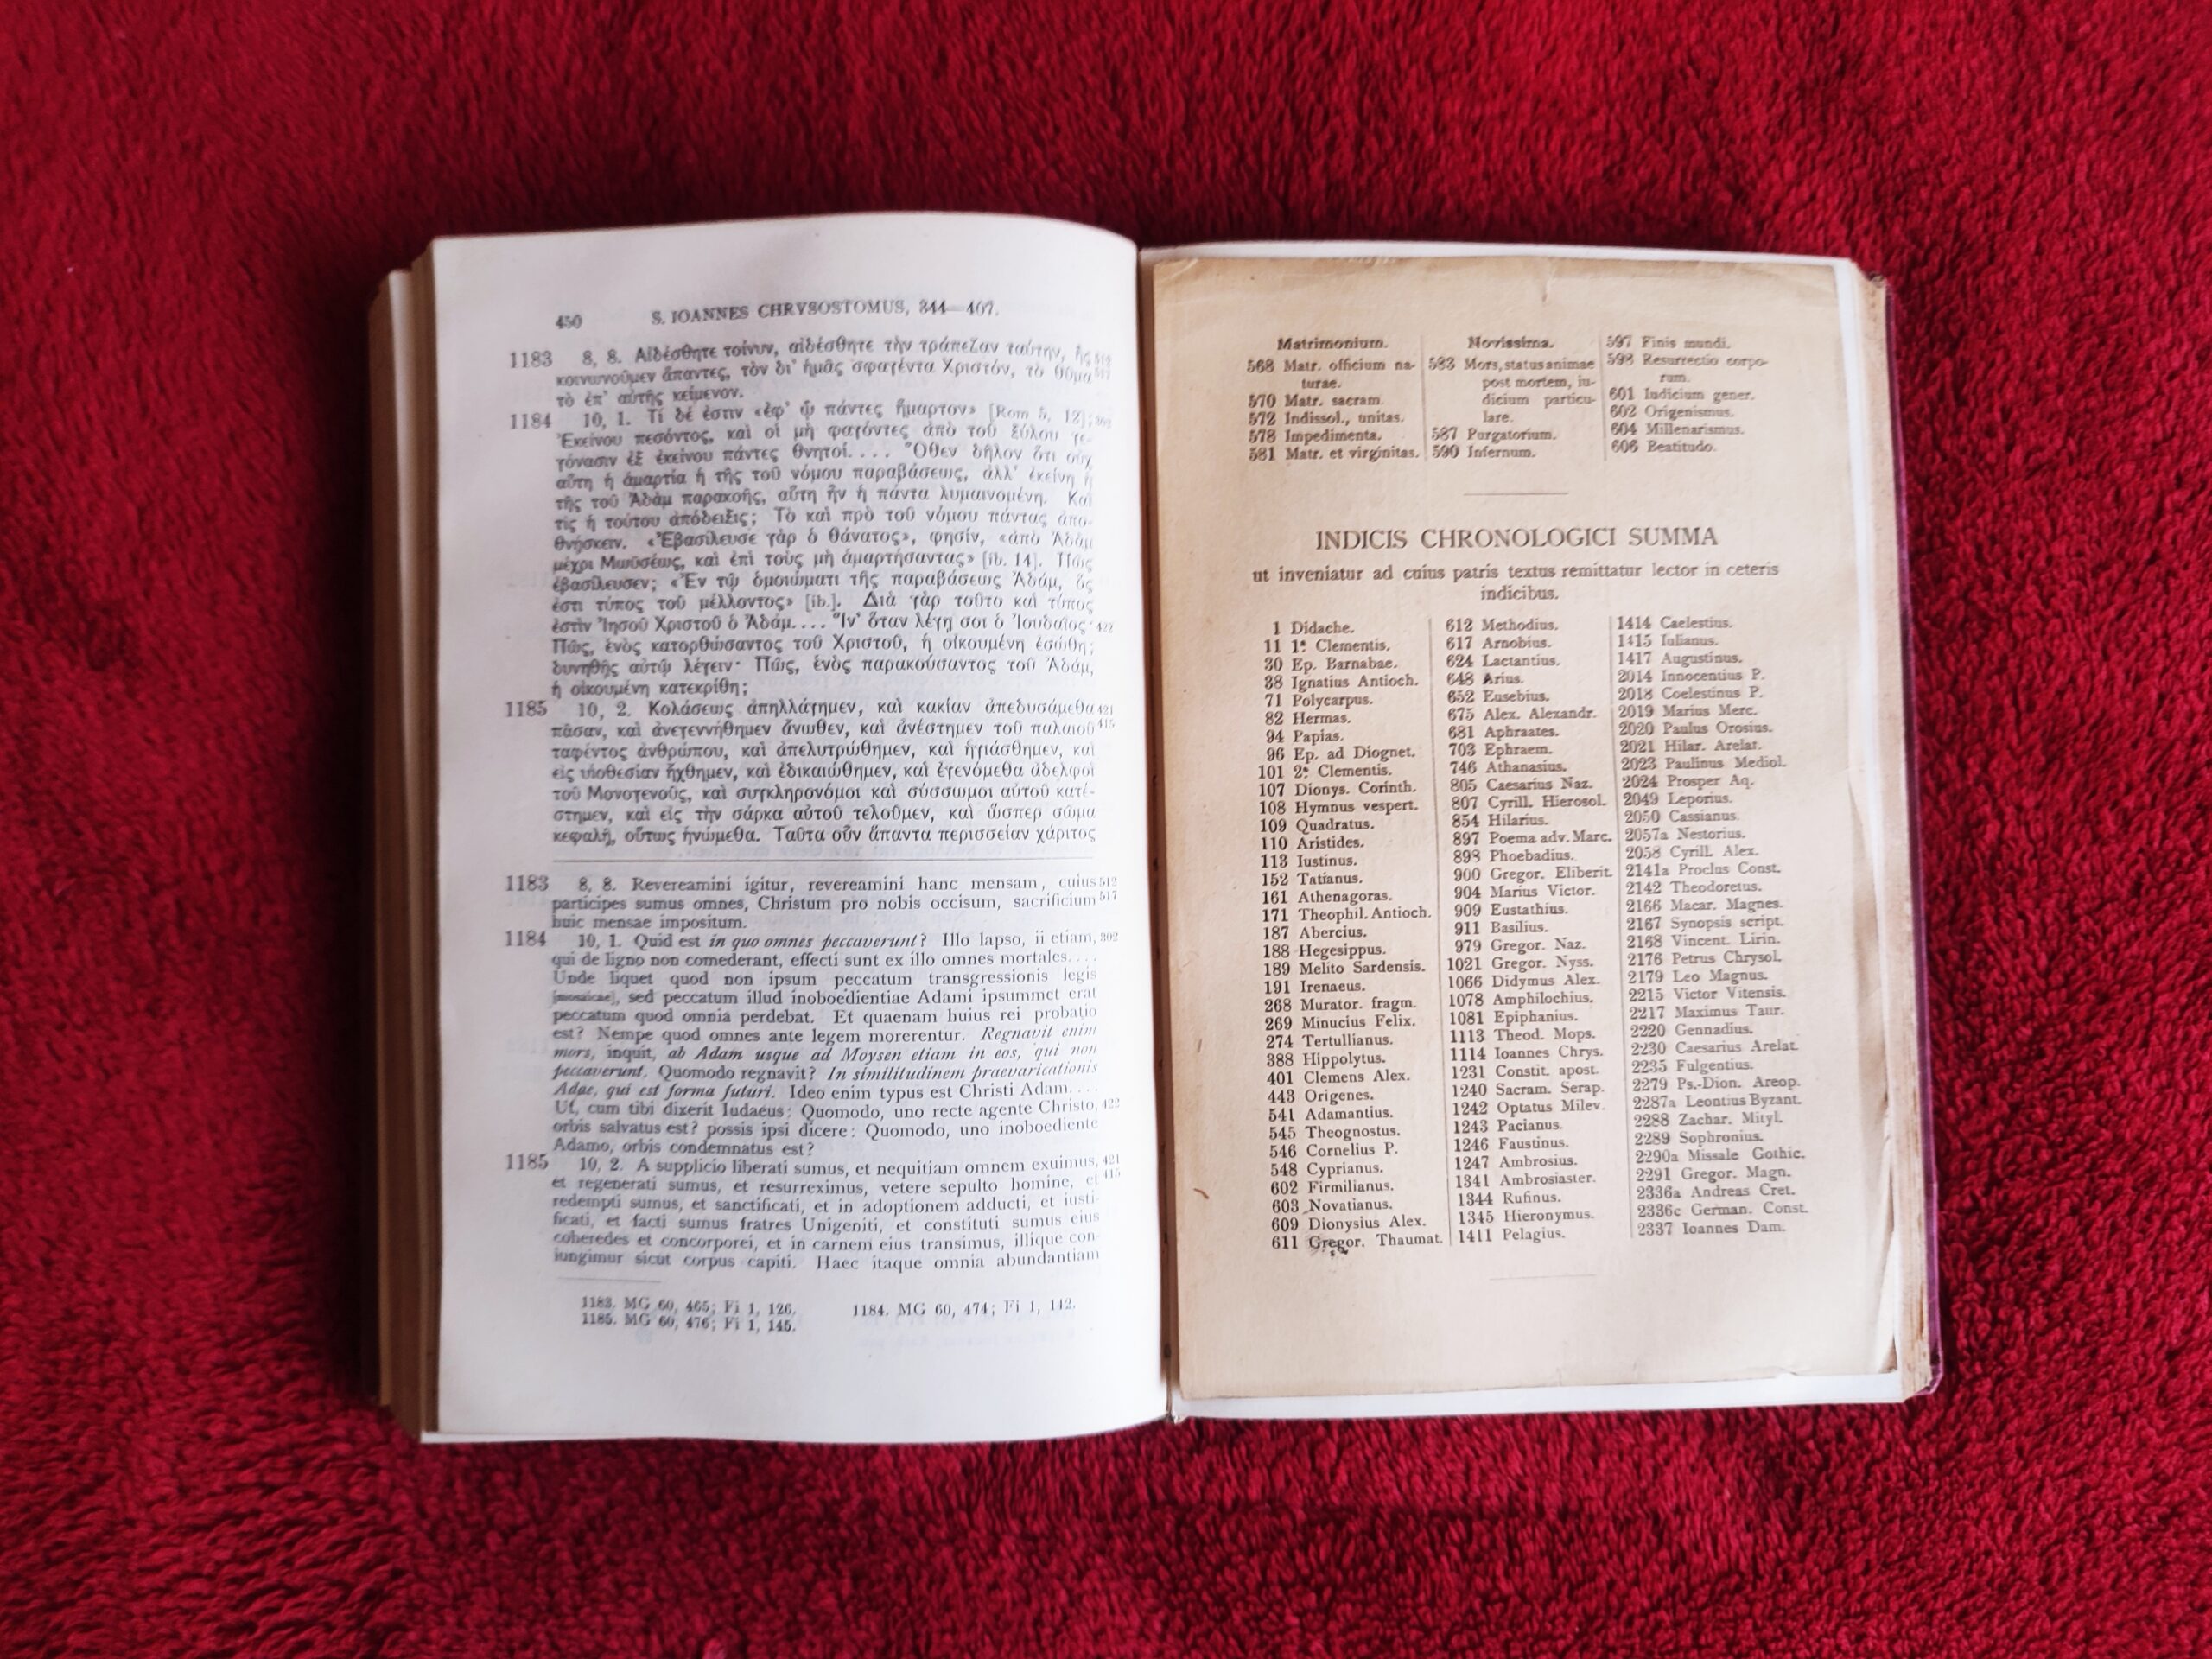 450 S. IOANNES CHRYSOSTOMUS, 344—407.
1183 8, 8. Αἰδέσθητε τοίνυν, αἰδέσθητε τὴν τράπεζαν ταύτην, ἧς 512
κοινωνοῦμεν ἅπαντες, τὸν δι' ἡμᾶς σφαγέντα Χριστόν, τὸ θῦμα 517
τὸ ἐπ' αὐτῆς κείμενον.
1184 10, 1. Τί δέ ἐστιν «ἐφ' ᾧ πάντες ἥμαρτον» [Rom 5, 12]; 302
Ἐκείνου πεσόντος, καὶ οἱ μὴ φαγόντες ἀπὸ τοῦ ξύλου γε-
γόνασιν ἐξ ἐκείνου πάντες θνητοί.... Ὅθεν δῆλον ὅτι οὐχ
αὕτη ἡ ἁμαρτία ἡ τῆς τοῦ νόμου παραβάσεως, ἀλλ' ἐκείνη ἡ
τῆς τοῦ Ἀδὰμ παρακοῆς, αὕτη ἦν ἡ πάντα λυμαινομένη. Καὶ
τίς ἡ τούτου ἀπόδειξις; Τὸ καὶ πρὸ τοῦ νόμου πάντας ἀπο-
θνήσκειν. «Ἐβασίλευσε γὰρ ὁ θάνατος», φησίν, «ἀπὸ Ἀδὰμ
μέχρι Μωϋσέως, καὶ ἐπὶ τοὺς μὴ ἁμαρτήσαντας» [ib. 14]. Πῶς
ἐβασίλευσεν; «Ἐν τῷ ὁμοιώματι τῆς παραβάσεως Ἀδάμ, ὅς
ἐστι τύπος τοῦ μέλλοντος» [ib.]. Διὰ γὰρ τοῦτο καὶ τύπος
ἐστὶν Ἰησοῦ Χριστοῦ ὁ Ἀδάμ.... Ἵν' ὅταν λέγῃ σοι ὁ Ἰουδαῖος· 422
Πῶς, ἑνὸς κατορθώσαντος τοῦ Χριστοῦ, ἡ οἰκουμένη ἐσώθη;
δυνηθῇς αὐτῷ λέγειν· Πῶς, ἑνὸς παρακούσαντος τοῦ Ἀδάμ,
ἡ οἰκουμένη κατεκρίθη;
1185 10, 2. Κολάσεως ἀπηλλάγημεν, καὶ κακίαν ἀπεδυσάμεθα 421
πᾶσαν, καὶ ἀνεγεννήθημεν ἄνωθεν, καὶ ἀνέστημεν τοῦ παλαιοῦ 415
ταφέντος ἀνθρώπου, καὶ ἀπελυτρώθημεν, καὶ ἡγιάσθημεν, καὶ
εἰς υἱοθεσίαν ἤχθημεν, καὶ ἐδικαιώθημεν, καὶ ἐγενόμεθα ἀδελφοὶ
τοῦ Μονογενοῦς, καὶ συγκληρονόμοι καὶ σύσσωμοι αὐτοῦ κατέ-
στημεν, καὶ εἰς τὴν σάρκα αὐτοῦ τελοῦμεν, καὶ ὥσπερ σῶμα
κεφαλῇ, οὕτως ἡνώμεθα. Ταῦτα οὖν ἅπαντα περισσείαν χάριτος
1183 8, 8. Revereamini igitur, revereamini hanc mensam, cuius 512
participes sumus omnes, Christum pro nobis occisum, sacrificium 517
huic mensae impositum.
1184 10, 1. Quid est in quo omnes peccaverunt? Illo lapso, ii etiam, 302
qui de ligno non comederant, effecti sunt ex illo omnes mortales....
Unde liquet quod non ipsum peccatum transgressionis legis
[mosaicae], sed peccatum illud inoboedientiae Adami ipsummet erat
peccatum quod omnia perdebat. Et quaenam huius rei probatio
est? Nempe quod omnes ante legem morerentur. Regnavit enim
mors, inquit, ab Adam usque ad Moysen etiam in eos, qui non
peccaverunt. Quomodo regnavit? In similitudinem praevaricationis
Adae, qui est forma futuri. Ideo enim typus est Christi Adam....
Ut, cum tibi dixerit Iudaeus: Quomodo, uno recte agente Christo, 422
orbis salvatus est? possis ipsi dicere: Quomodo, uno inoboediente
Adamo, orbis condemnatus est?
1185 10, 2. A supplicio liberati sumus, et nequitiam omnem exuimus, 421
et regenerati sumus, et resurreximus, vetere sepulto homine, et 415
redempti sumus, et sanctificati, et in adoptionem adducti, et iusti-
ficati, et facti sumus fratres Unigeniti, et constituti sumus eius
coheredes et concorporei, et in carnem eius transimus, illique con-
iungimur sicut corpus capiti. Haec itaque omnia abundantiam
1183. MG 60, 465; Fi 1, 126. 1184. MG 60, 474; Fi 1, 142.
1185. MG 60, 476; Fi 1, 145.
Matrimonium.
568 Matr. officium na-
turae.
570 Matr. sacram.
572 Indissol., unitas.
578 Impedimenta.
581 Matr. et virginitas.
Novissima.
583 Mors, status animae
post mortem, iu-
dicium particu-
lare.
587 Purgatorium.
590 Infernum.
597 Finis mundi.
598 Resurrectio corpo-
rum.
601 Iudicium gener.
602 Origenismus.
604 Millenarismus.
606 Beatitudo.
INDICIS CHRONOLOGICI SUMMA
ut inveniatur ad cuius patris textus remittatur lector in ceteris
indicibus.
1 Didache.
11 1ª Clementis.
30 Ep. Barnabae.
38 Ignatius Antioch.
71 Polycarpus.
82 Hermas.
94 Papias.
96 Ep. ad Diognet.
101 2ª Clementis.
107 Dionys. Corinth.
108 Hymnus vespert.
109 Quadratus.
110 Aristides.
113 Iustinus.
152 Tatianus.
161 Athenagoras.
171 Theophil. Antioch.
187 Abercius.
188 Hegesippus.
189 Melito Sardensis.
191 Irenaeus.
268 Murator. fragm.
269 Minucius Felix.
274 Tertullianus.
388 Hippolytus.
401 Clemens Alex.
443 Origenes.
541 Adamantius.
545 Theognostus.
546 Cornelius P.
548 Cyprianus.
602 Firmilianus.
603 Novatianus.
609 Dionysius Alex.
611 Gregor. Thaumat.
612 Methodius.
617 Arnobius.
624 Lactantius.
648 Arius.
652 Eusebius.
675 Alex. Alexandr.
681 Aphraates.
703 Ephraem.
746 Athanasius.
805 Caesarius Naz.
807 Cyrill. Hierosol.
854 Hilarius.
897 Poema adv. Marc.
898 Phoebadius.
900 Gregor. Eliberit.
904 Marius Victor.
909 Eustathius.
911 Basilius.
979 Gregor. Naz.
1021 Gregor. Nyss.
1066 Didymus Alex.
1078 Amphilochius.
1081 Epiphanius.
1113 Theod. Mops.
1114 Ioannes Chrys.
1231 Constit. apost.
1240 Sacram. Serap.
1242 Optatus Milev.
1243 Pacianus.
1246 Faustinus.
1247 Ambrosius.
1341 Ambrosiaster.
1344 Rufinus.
1345 Hieronymus.
1411 Pelagius.
1414 Caelestius.
1415 Iulianus.
1417 Augustinus.
2014 Innocentius P.
2018 Coelestinus P.
2019 Marius Merc.
2020 Paulus Orosius.
2021 Hilar. Arelat.
2023 Paulinus Mediol.
2024 Prosper Aq.
2049 Leporius.
2050 Cassianus.
2057a Nestorius.
2058 Cyrill. Alex.
2141a Proclus Const.
2142 Theodoretus.
2166 Macar. Magnes.
2167 Synopsis script.
2168 Vincent. Lirin.
2176 Petrus Chrysol.
2179 Leo Magnus.
2215 Victor Vitensis.
2217 Maximus Taur.
2220 Gennadius.
2230 Caesarius Arelat.
2235 Fulgentius.
2279 Ps.-Dion. Areop.
2287a Leontius Byzant.
2288 Zachar. Mityl.
2289 Sophronius.
2290a Missale Gothic.
2291 Gregor. Magn.
2336a Andreas Cret.
2336c German. Const.
2337 Ioannes Dam.